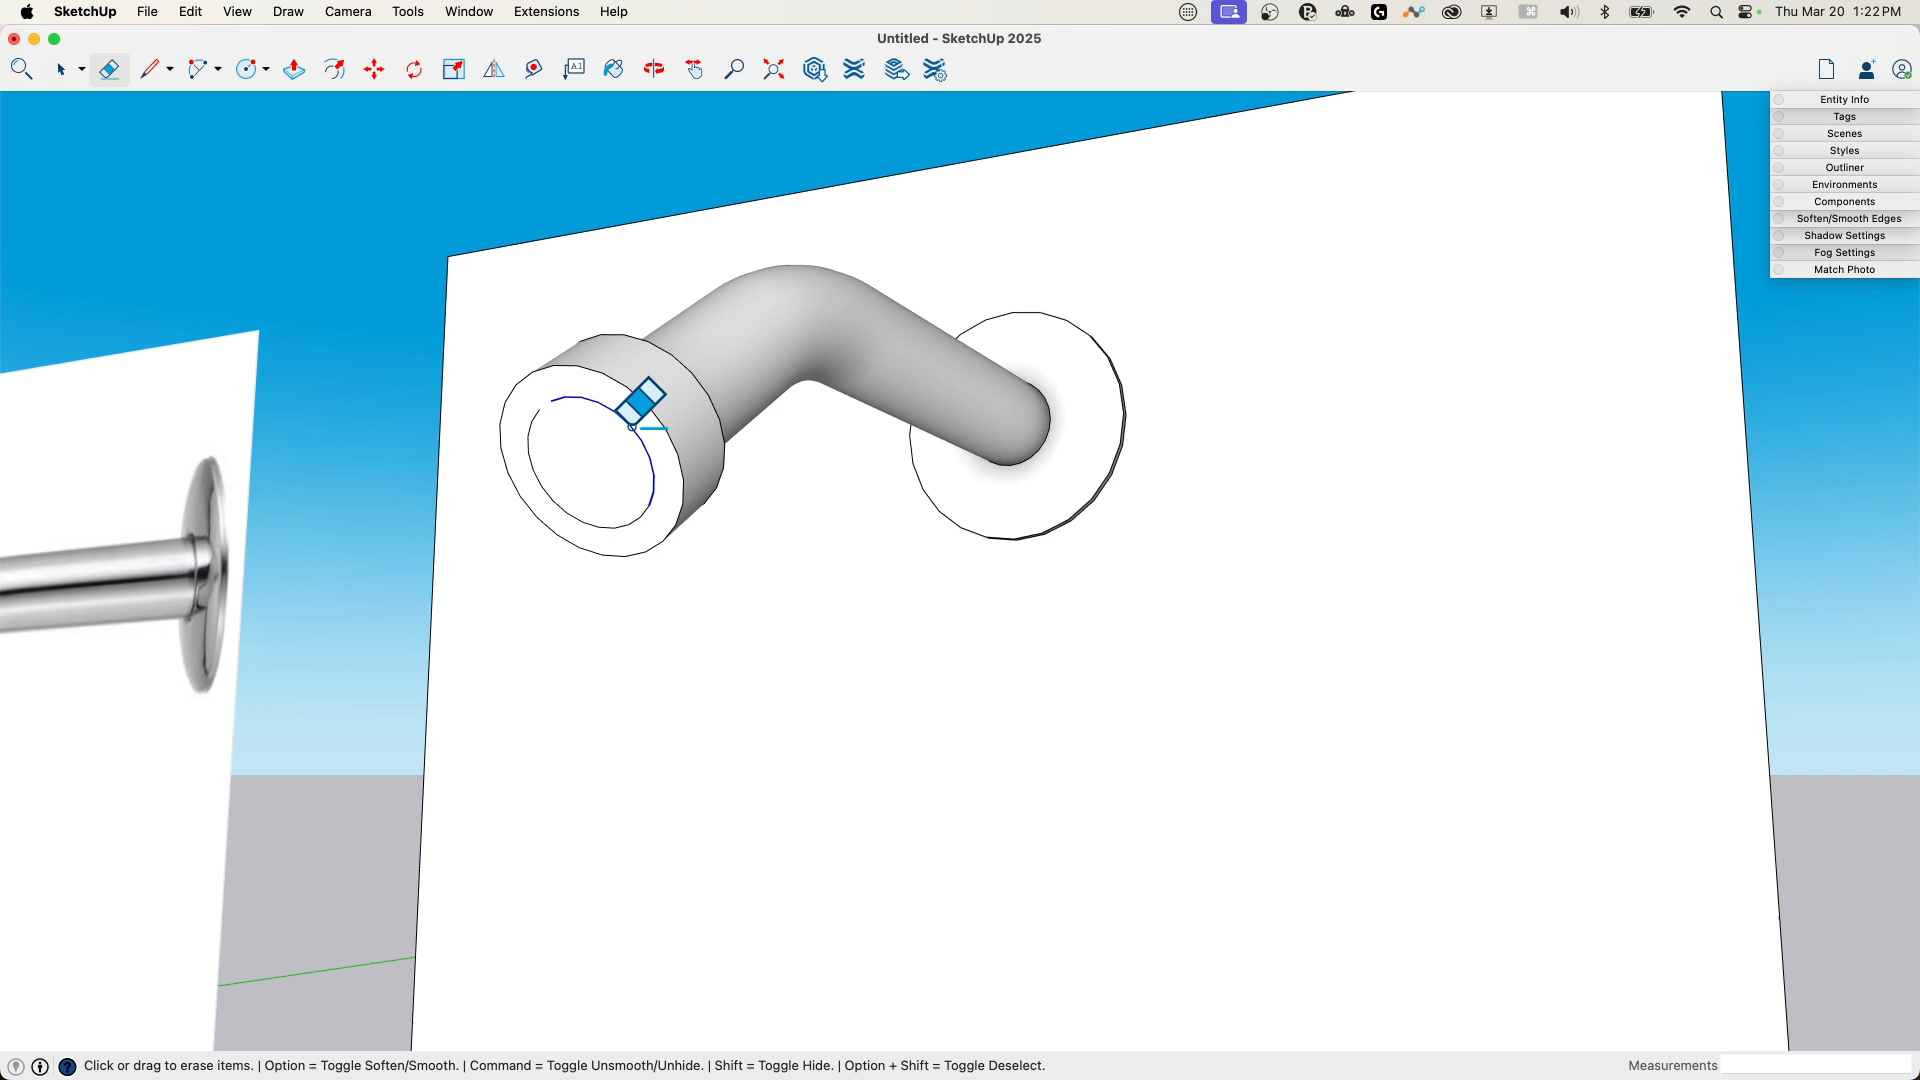 SketchUp File Edit View Draw Camera Tools Window Extensions Help Thu Mar 20 1:22 PM
Untitled - SketchUp 2025
A1
Entity Info
Tags
Scenes
Styles
Outliner
Environments
Components
Soften/Smooth Edges
Shadow Settings
Fog Settings
Match Photo
Click or drag to erase items. | Option = Toggle Soften/Smooth. | Command = Toggle Unsmooth/Unhide. | Shift = Toggle Hide. | Option + Shift = Toggle Deselect. Measurements